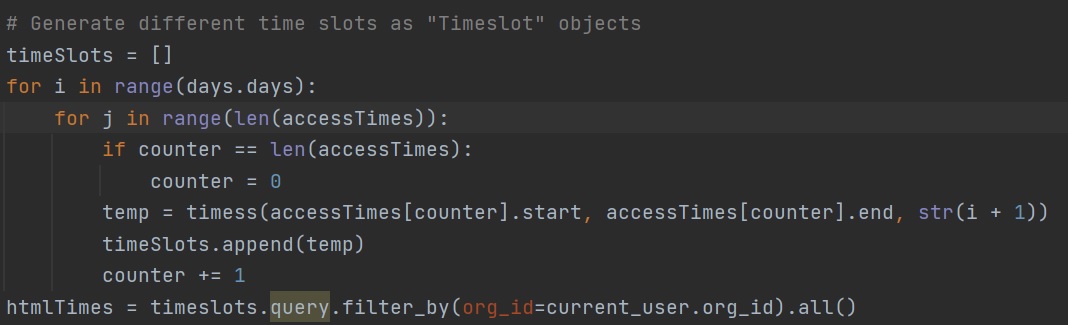 # Generate different time slots as "Timeslot" objects
timeSlots = []
for i in range(days.days):
    for j in range(len(accessTimes)):
        if counter == len(accessTimes):
            counter = 0
        temp = timess(accessTimes[counter].start, accessTimes[counter].end, str(i + 1))
        timeSlots.append(temp)
        counter += 1
htmlTimes = timeslots.query.filter_by(org_id=current_user.org_id).all()